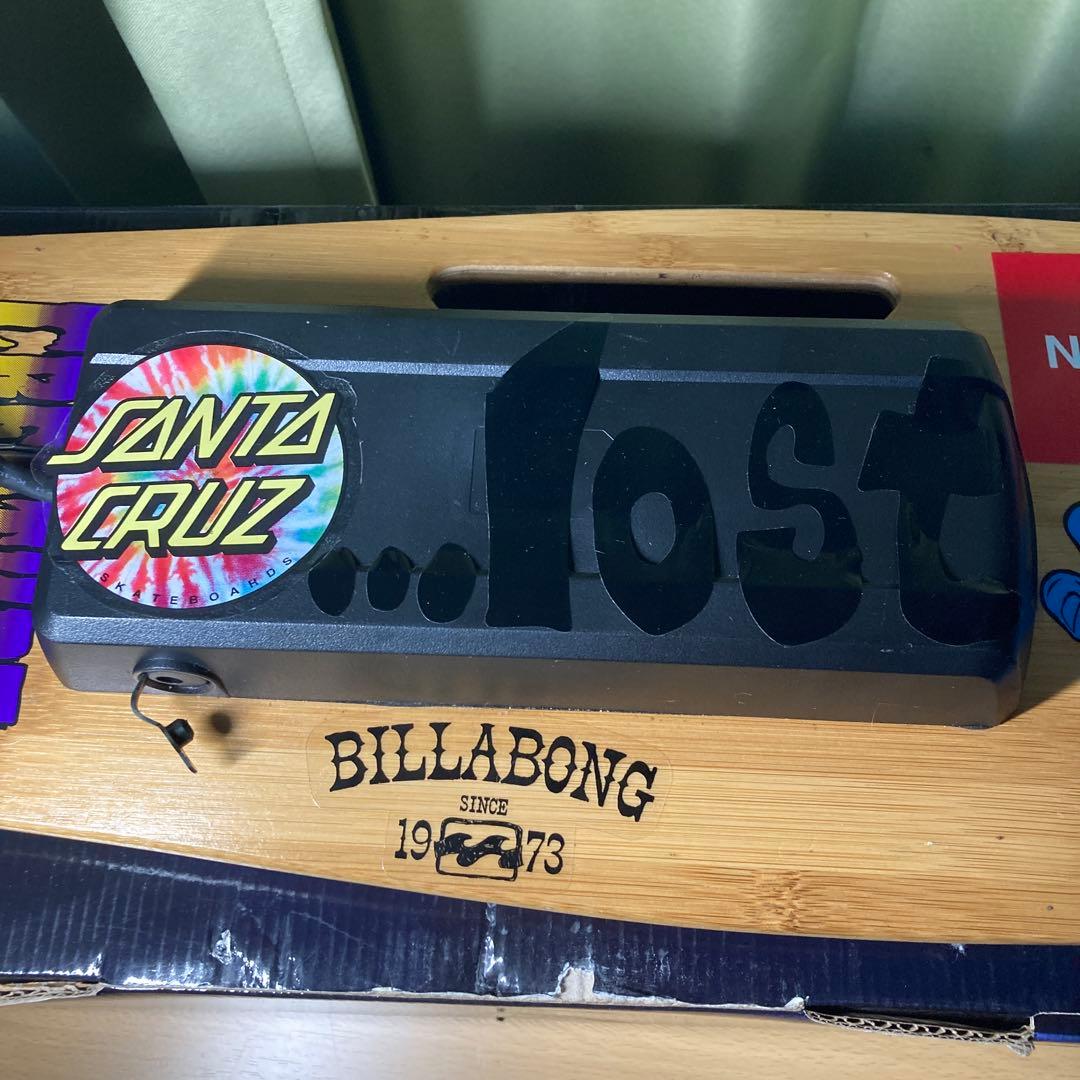 SANTA
CRUZ
SKATEBOARDS
...lost
N
BILLABONG
SINCE
19 73